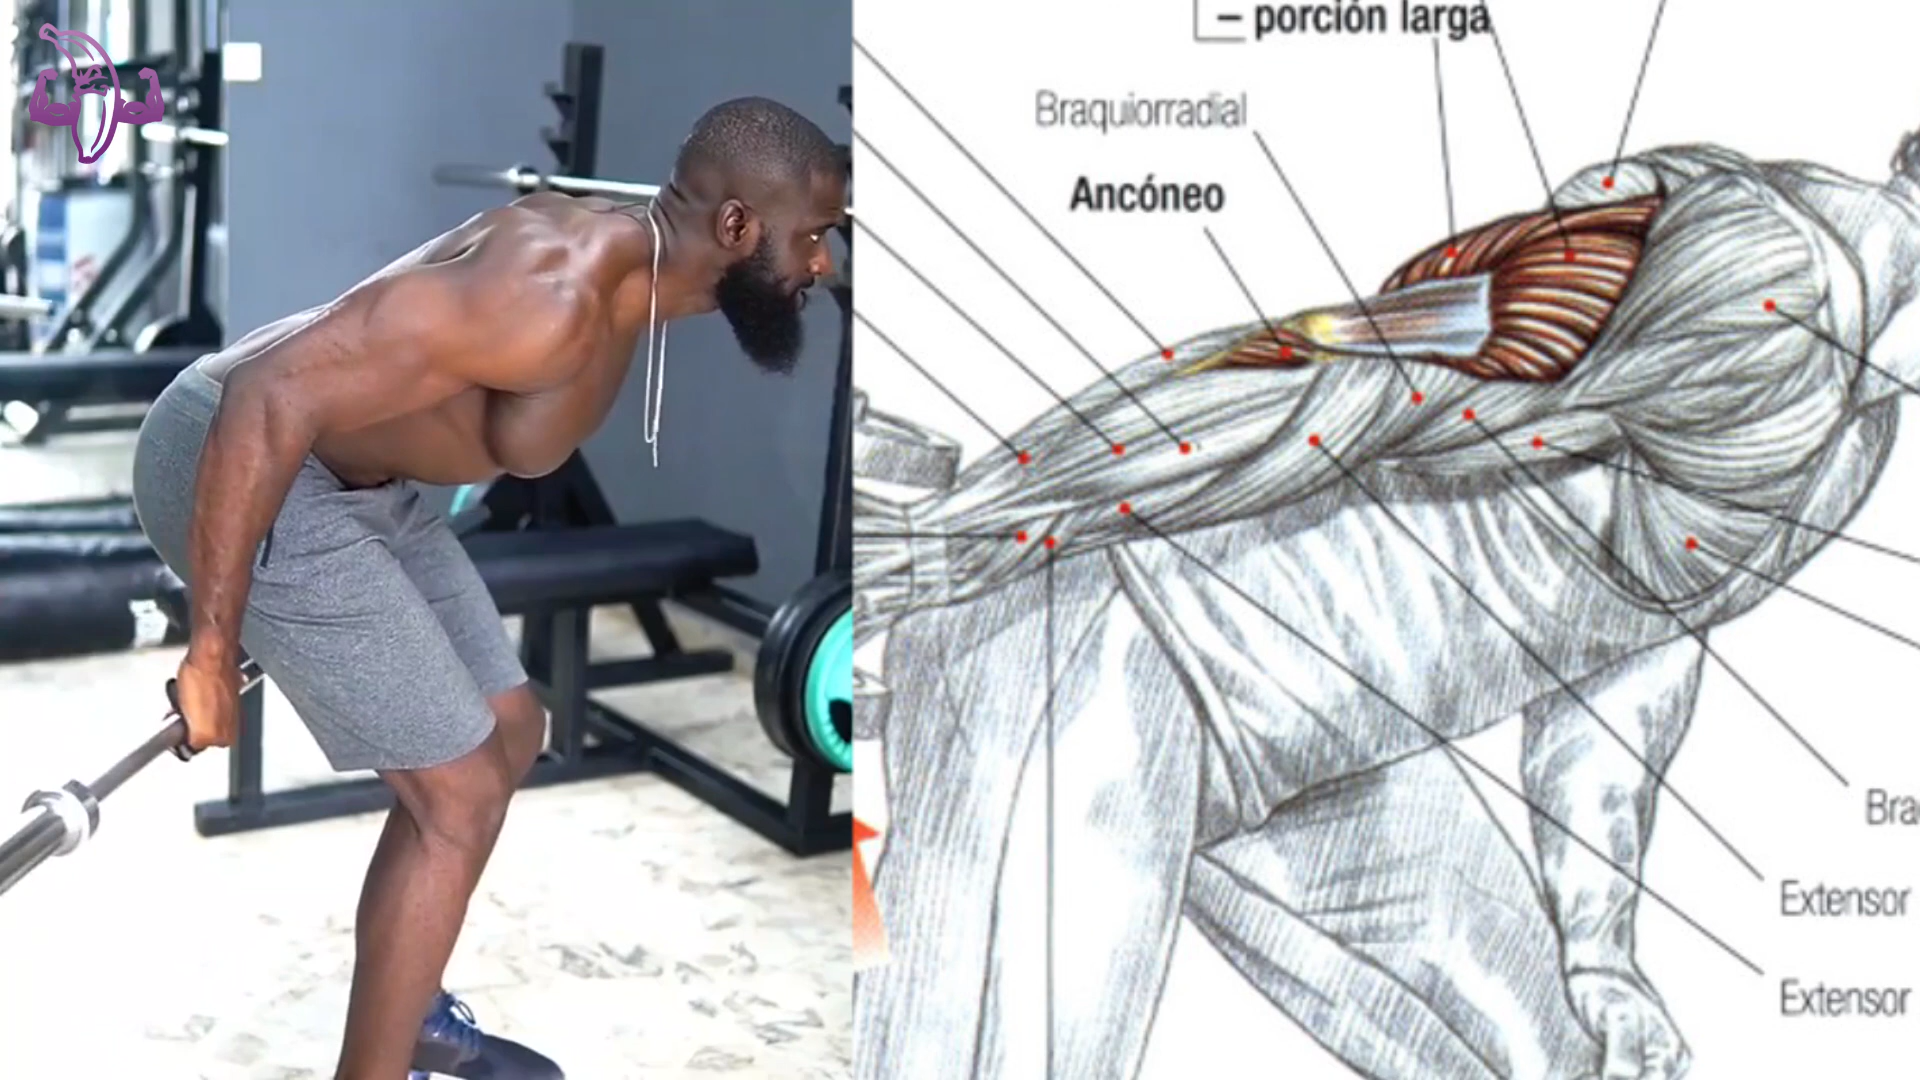 – porción larga
Braquiorradial
Ancóneo
Bra
Extensor
Extensor